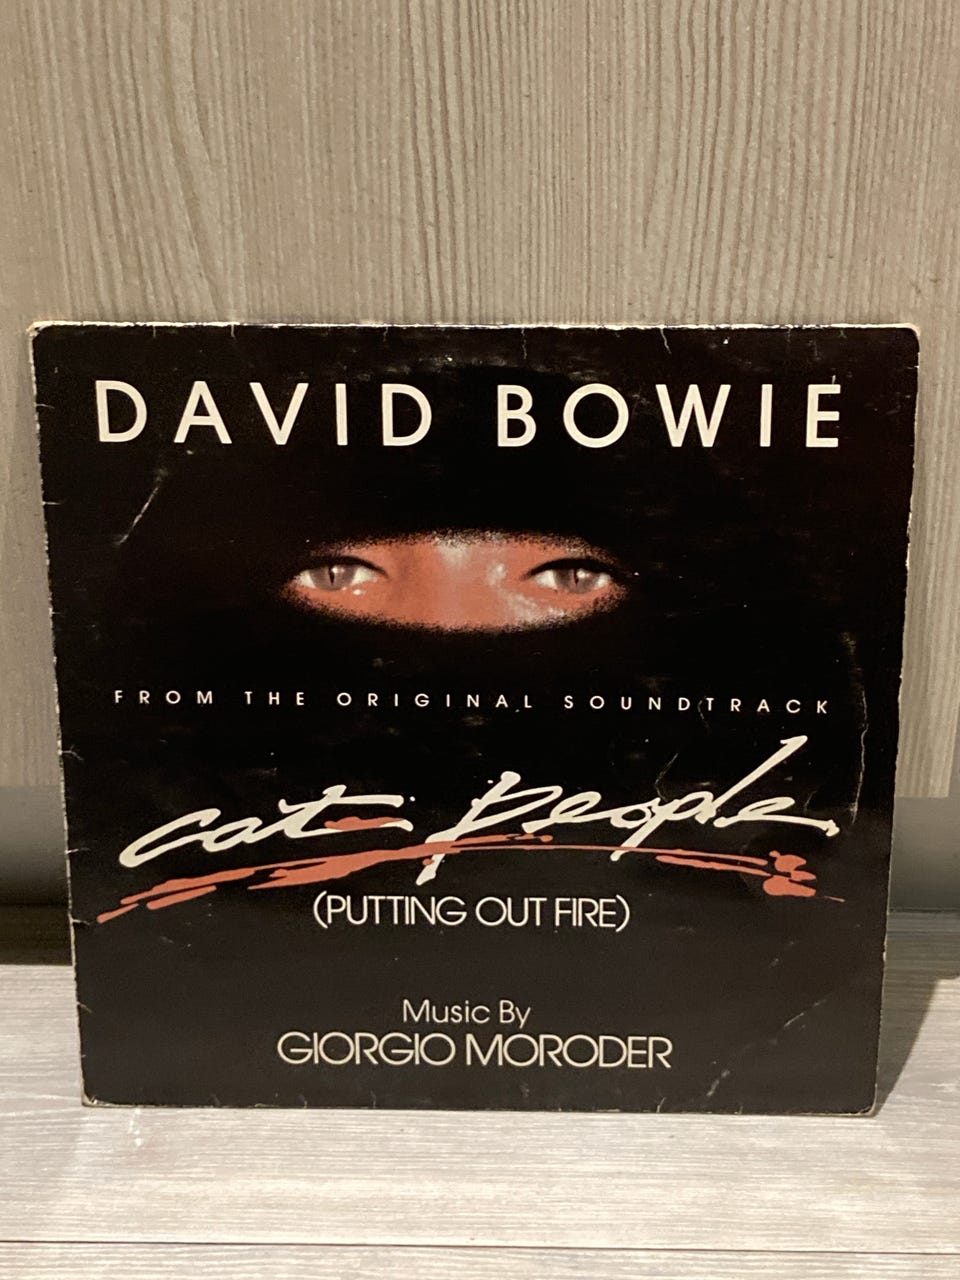 DAVID BOWIE
FROM THE ORIGINAL SOUNDTRACK
cat people
(PUTTING OUT FIRE)
Music By
GIORGIO MORODER